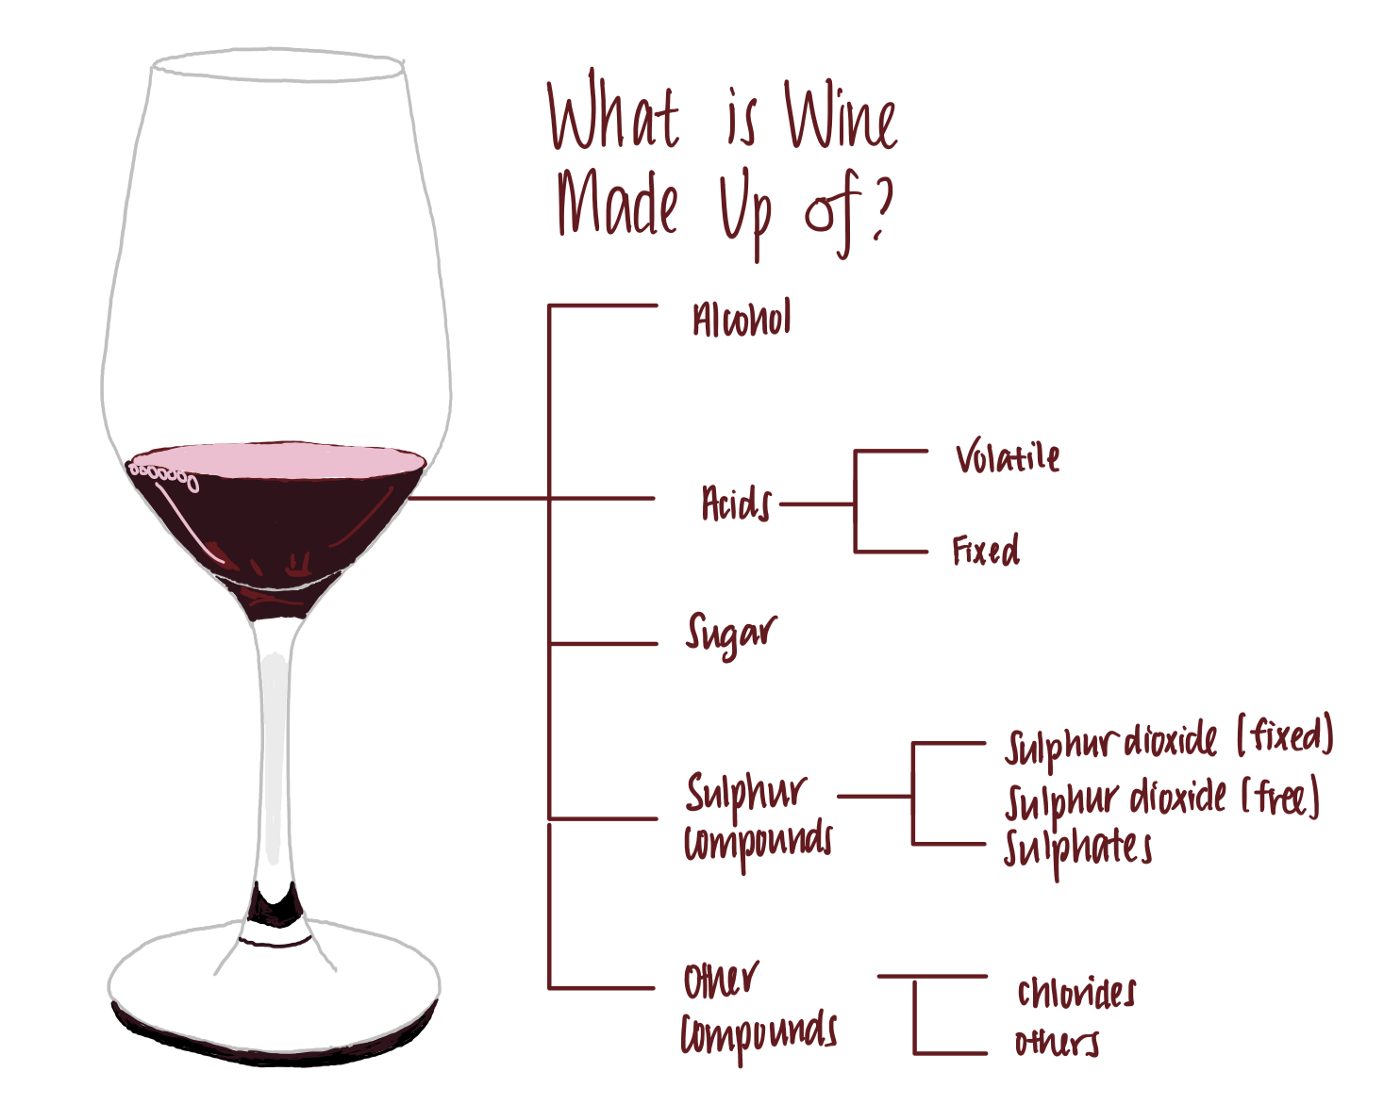 What is Wine
Made Up of?
Alcohol
Acids
Volatile
Fixed
Sugar
Sulphur
compounds
Sulphur dioxide (fixed)
Sulphur dioxide (free)
Sulphates
Other
compounds
chlorides
others